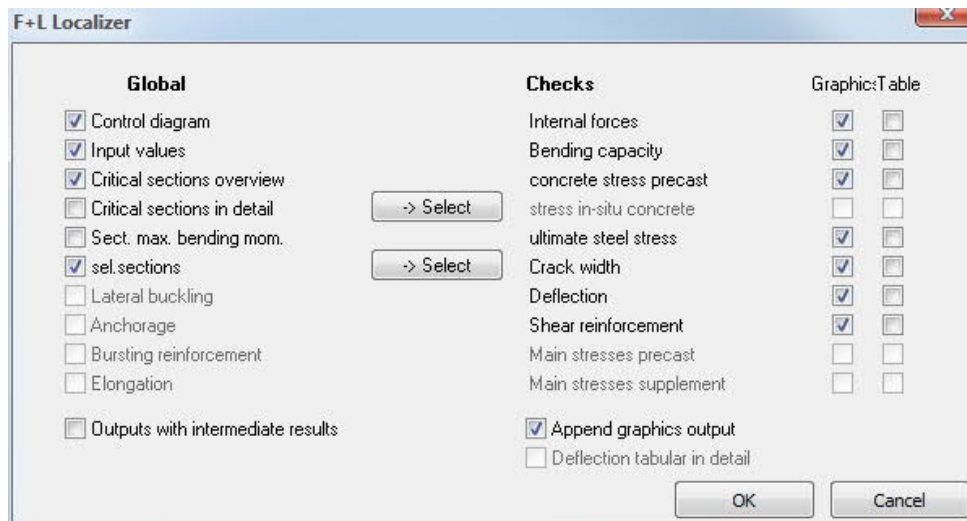 F+L Localizer
Global
Control diagram
Input values
Critical sections overview
Critical sections in detail
Sect. max. bending mom.
sel.sections
Lateral buckling
Anchorage
Bursting reinforcement
Elongation
Outputs with intermediate results
-> Select
-> Select
Checks Graphic: Table
Internal forces
Bending capacity
concrete stress precast
stress in-situ concrete
ultimate steel stress
Crack width
Deflection
Shear reinforcement
Main stresses precast
Main stresses supplement
Append graphics output
Deflection tabular in detail
OK Cancel